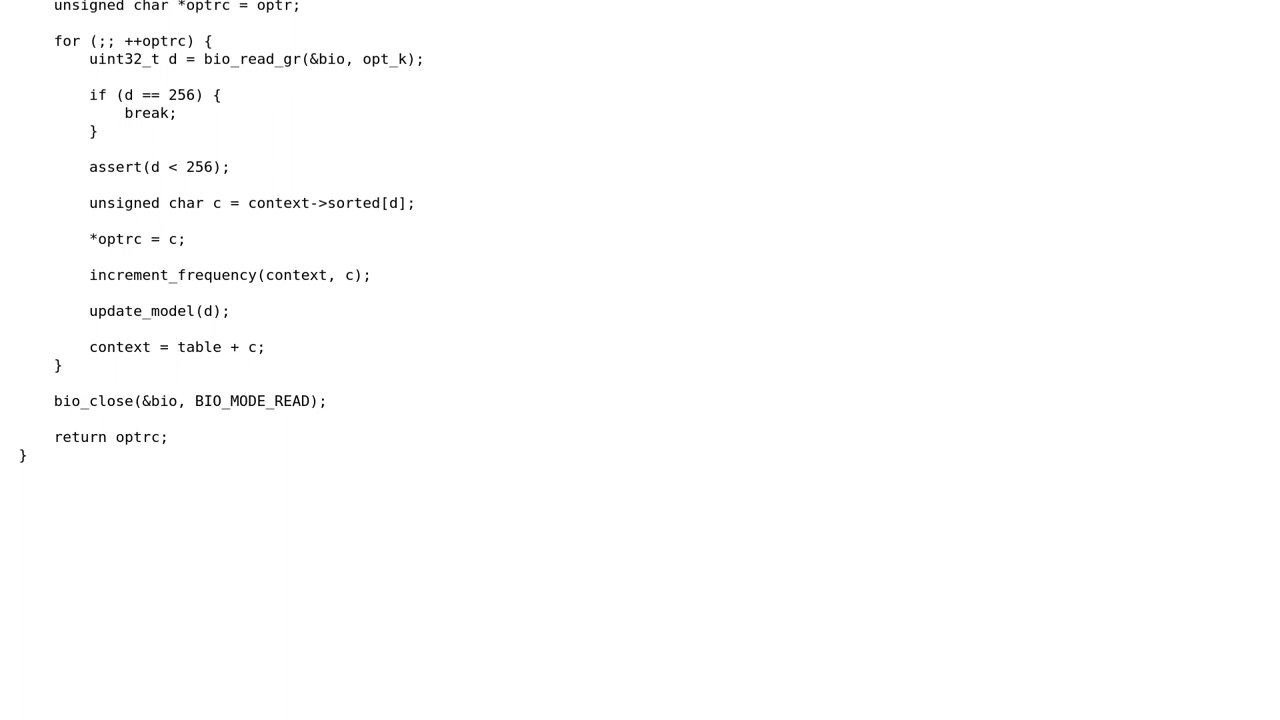 unsigned char *optrc = optr;
for (;; ++optrc) {
uint32_t d = bio_read_gr(&bio, opt_k);
if (d == 256) {
break;
}
assert(d < 256);
unsigned char c = context->sorted[d];
*optrc = c;
increment_frequency(context, c);
update_model(d);
context = table + c;
}
bio_close(&bio, BIO_MODE_READ);
return optrc;
}